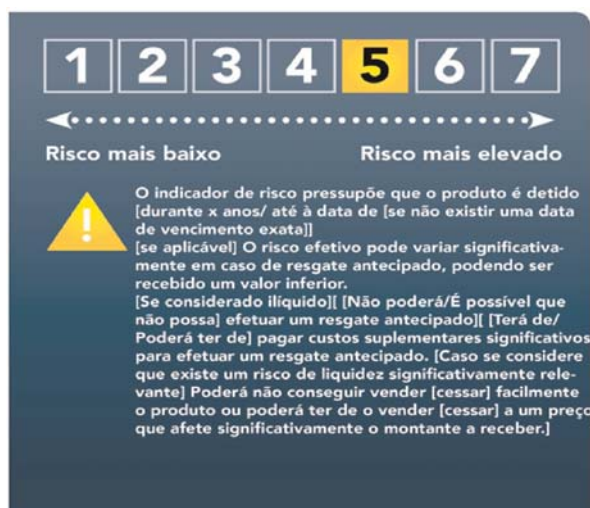 1 2 3 4 5 6 7
Risco mais baixo Risco mais elevado
O indicador de risco pressupõe que o produto é detido
[durante x anos/ até à data de [se não existir uma data
de vencimento exata]]
[se aplicável] O risco efetivo pode variar significativa-
mente em caso de resgate antecipado, podendo ser
recebido um valor inferior.
[Se considerado ilíquido][ [Não poderá/É possível que
não possa] efetuar um resgate antecipado][ [Terá de/
Poderá ter de] pagar custos suplementares significativos
para efetuar um resgate antecipado. [Caso se considere
que existe um risco de liquidez significativamente rele-
vante] Poderá não conseguir vender [cessar] facilmente
o produto ou poderá ter de o vender [cessar] a um preço
que afete significativamente o montante a receber.]